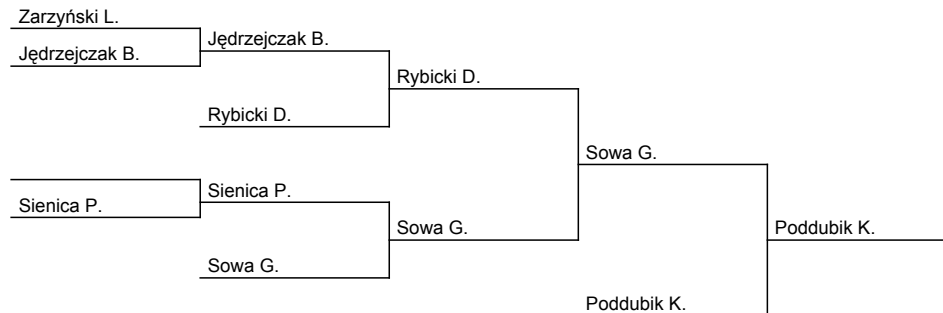 Zarzyński L.
Jędrzejczak B.
Jędrzejczak B.
Rybicki D.
Rybicki D.
Sowa G.
Sienica P.
Sienica P.
Sowa G.
Poddubik K.
Sowa G.
Poddubik K.